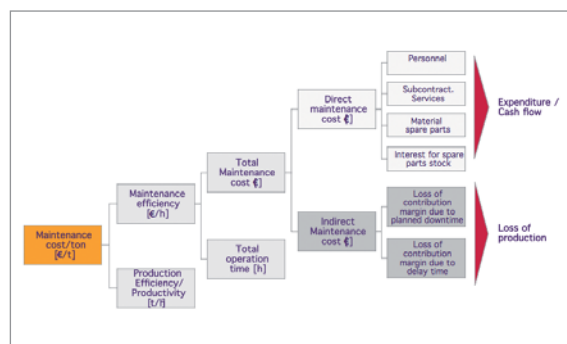 Personnel
Subcontract.
Services
Material
spare parts
Interest for spare
parts stock
Direct
maintenance
cost [€]
Expenditure /
Cash flow
Total
Maintenance
cost [€]
Maintenance
efficiency
[€/h]
Indirect Maintenance
cost [€]
Loss of
contribution
margin due to
planned downtime
Loss of
contribution
margin due to
delay time
Loss of
production
Maintenance
cost/ton
[€/t]
Total
operation
time [h]
Production
Efficiency/
Productivity
[t/h]